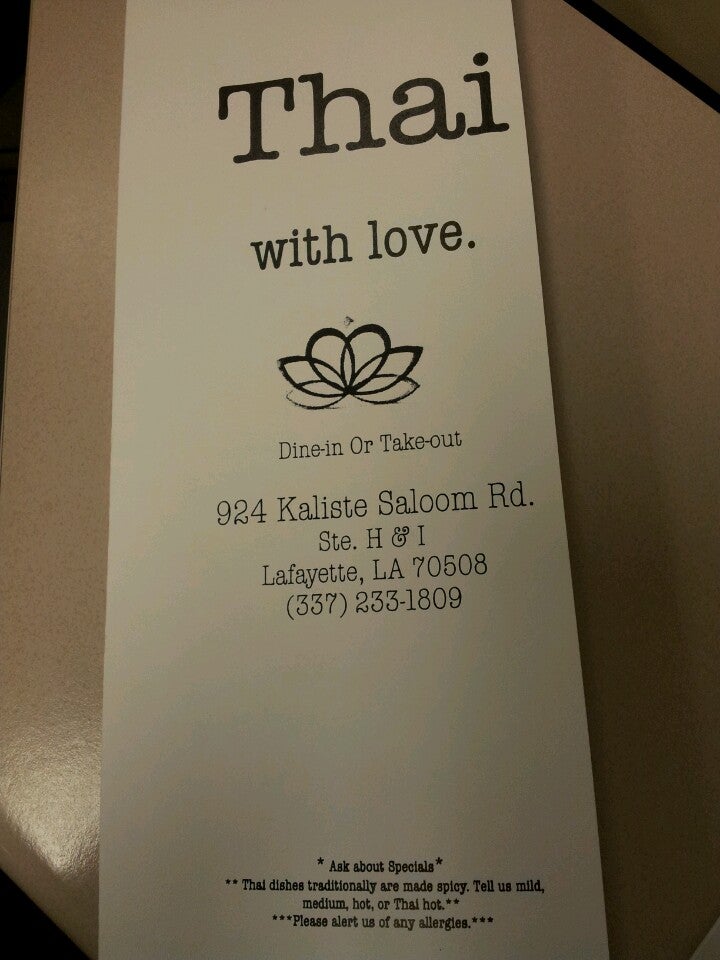 Thai
with love.
Dine-in Or Take-out
924 Kaliste Saloom Rd.
Ste. H & I
Lafayette, LA 70508
(337) 233-1809
* Ask about Specials*
** Thai dishes traditionally are made spicy. Tell us mild,
medium, hot, or Thai hot.**
***Please alert us of any allergies.***